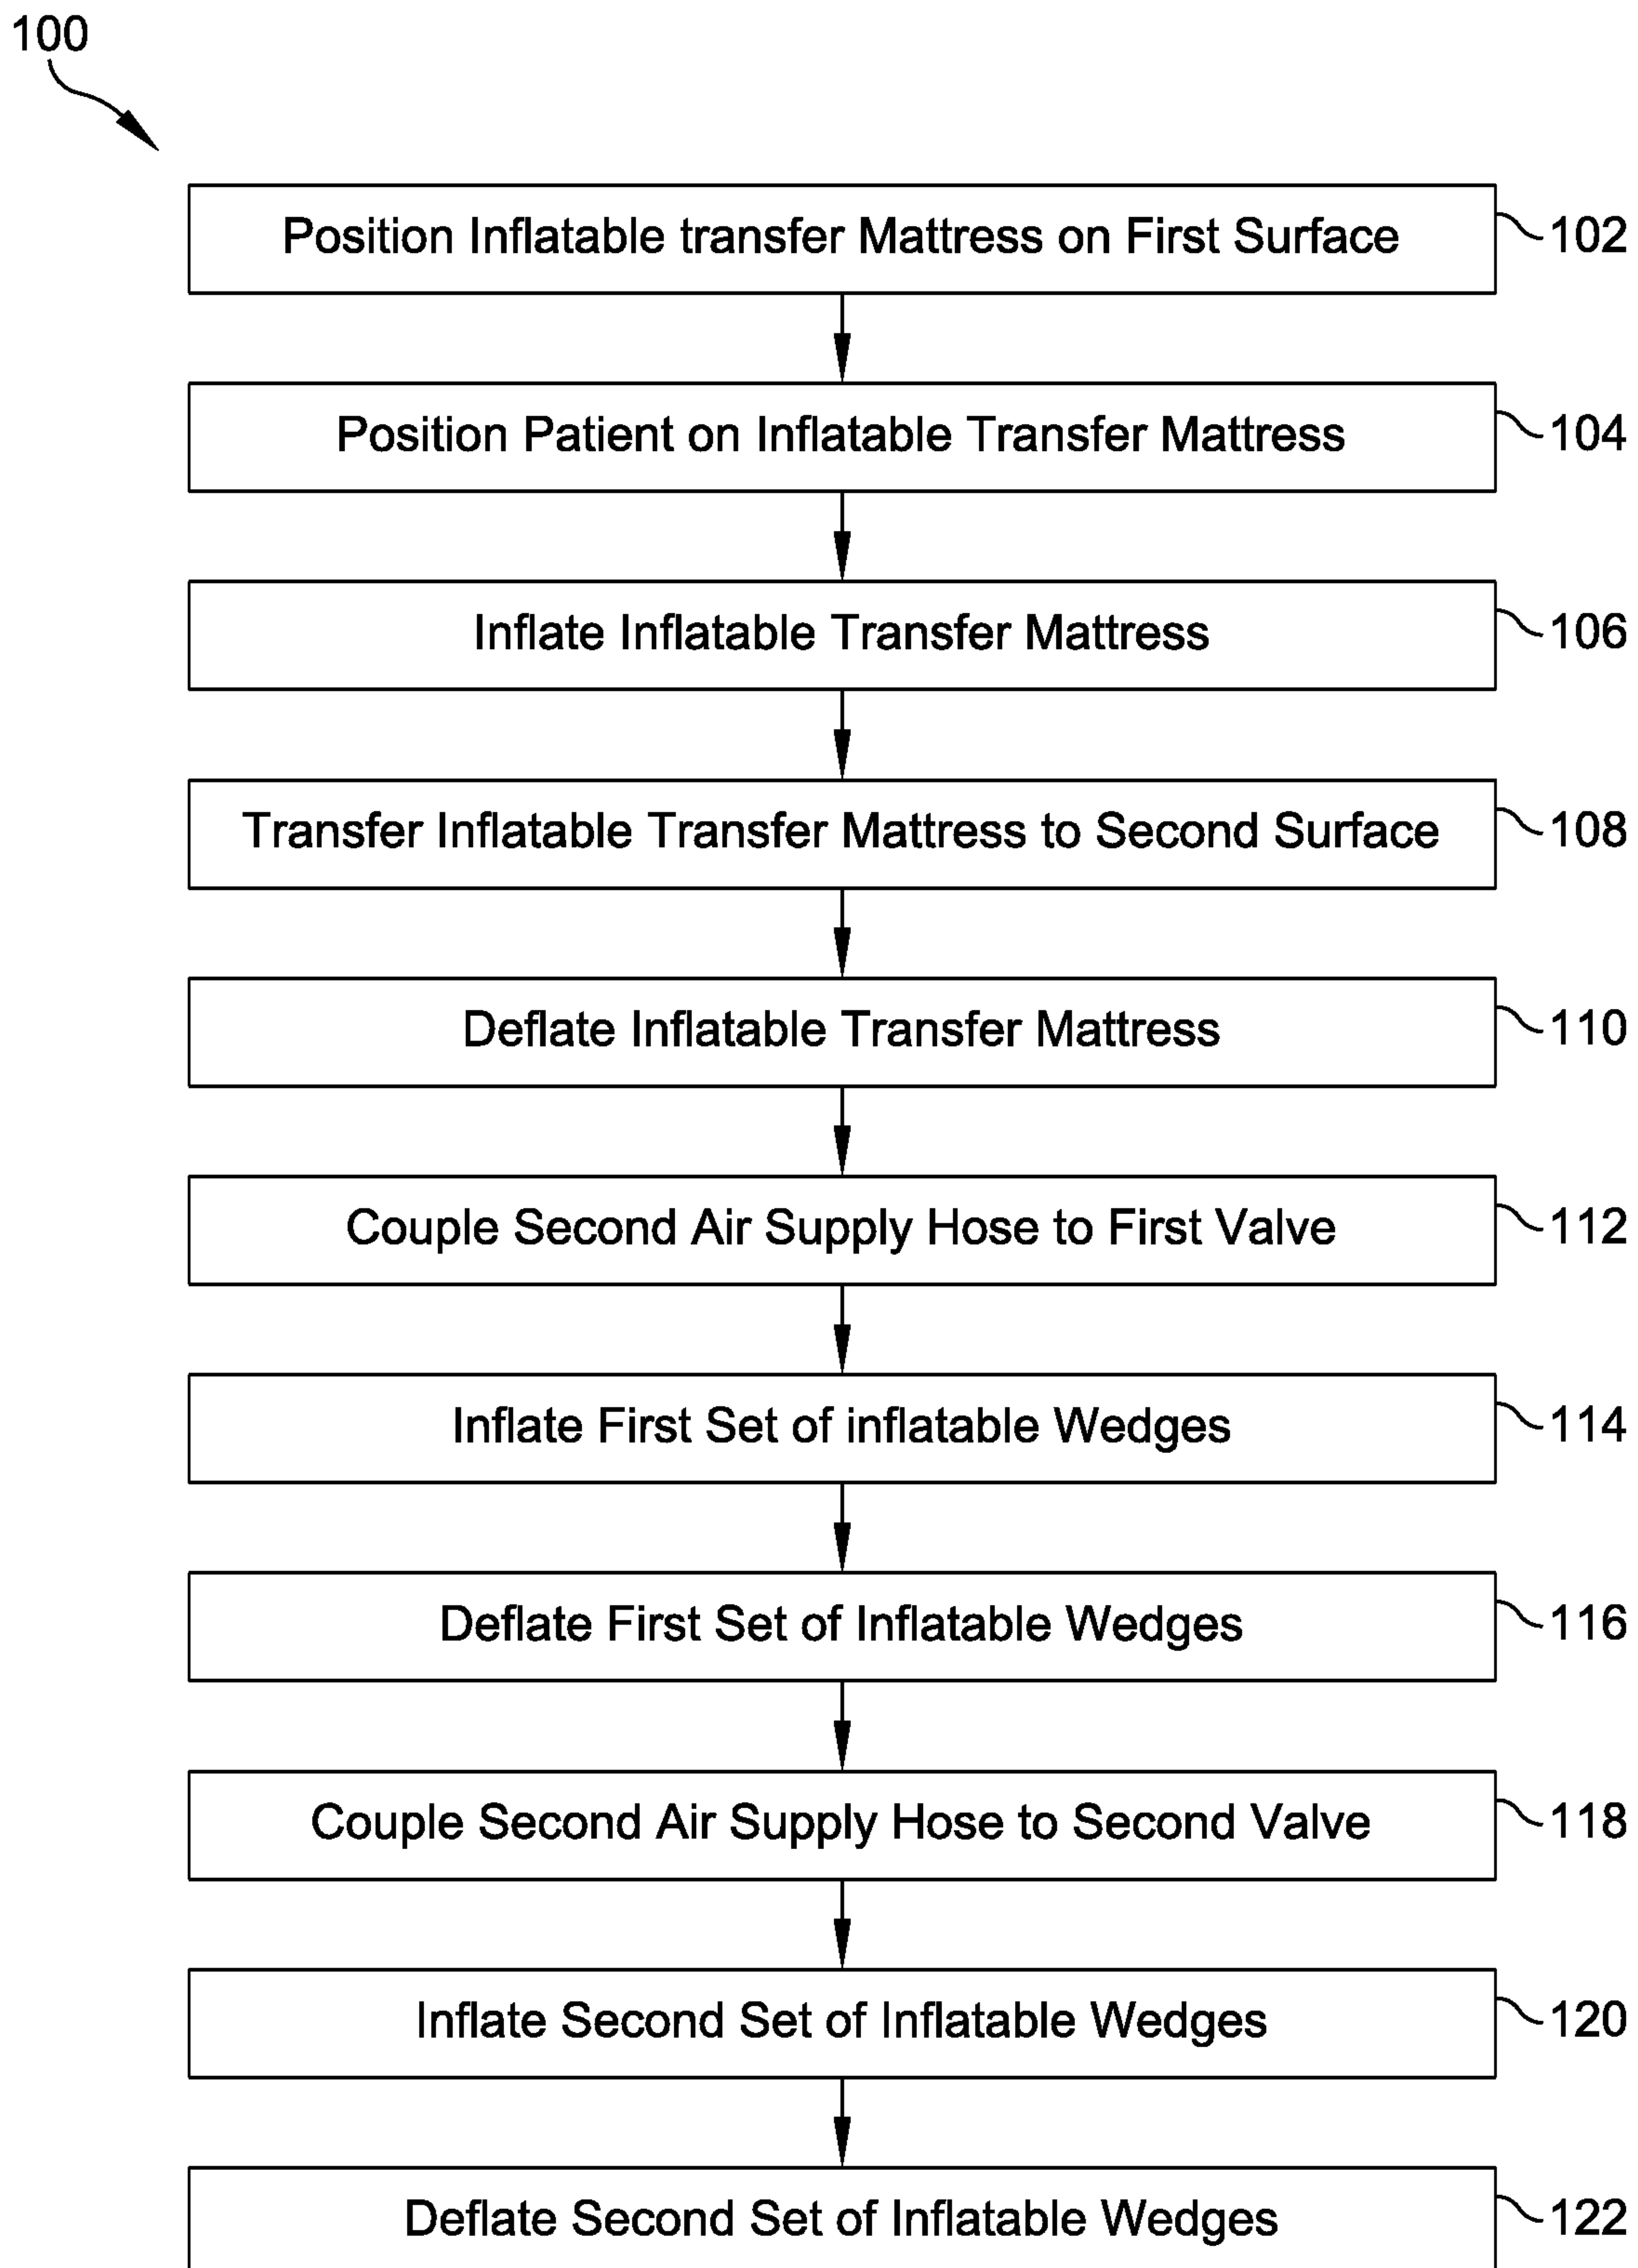 100
Position Inflatable transfer Mattress on First Surface 102
Position Patient on Inflatable Transfer Mattress 104
Inflate Inflatable Transfer Mattress 106
Transfer Inflatable Transfer Mattress to Second Surface 108
Deflate Inflatable Transfer Mattress 110
Couple Second Air Supply Hose to First Valve 112
Inflate First Set of inflatable Wedges 114
Deflate First Set of Inflatable Wedges 116
Couple Second Air Supply Hose to Second Valve 118
Inflate Second Set of Inflatable Wedges 120
Deflate Second Set of Inflatable Wedges 122